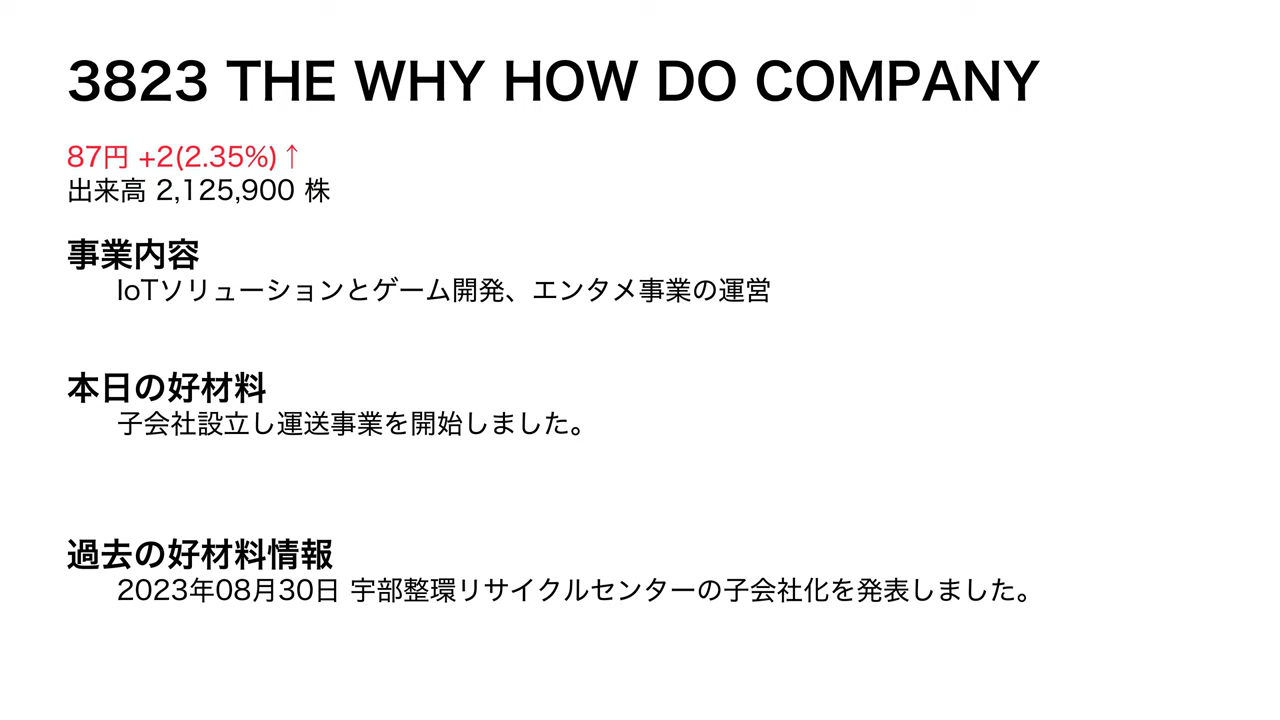 3823 THE WHY HOW DO COMPANY
87円 +2(2.35%)↑
出来高 2,125,900 株
事業内容
IoTソリューションとゲーム開発、エンタメ事業の運営
本日の好材料
子会社設立し運送事業を開始しました。
過去の好材料情報
2023年08月30日 宇部整環リサイクルセンターの子会社化を発表しました。